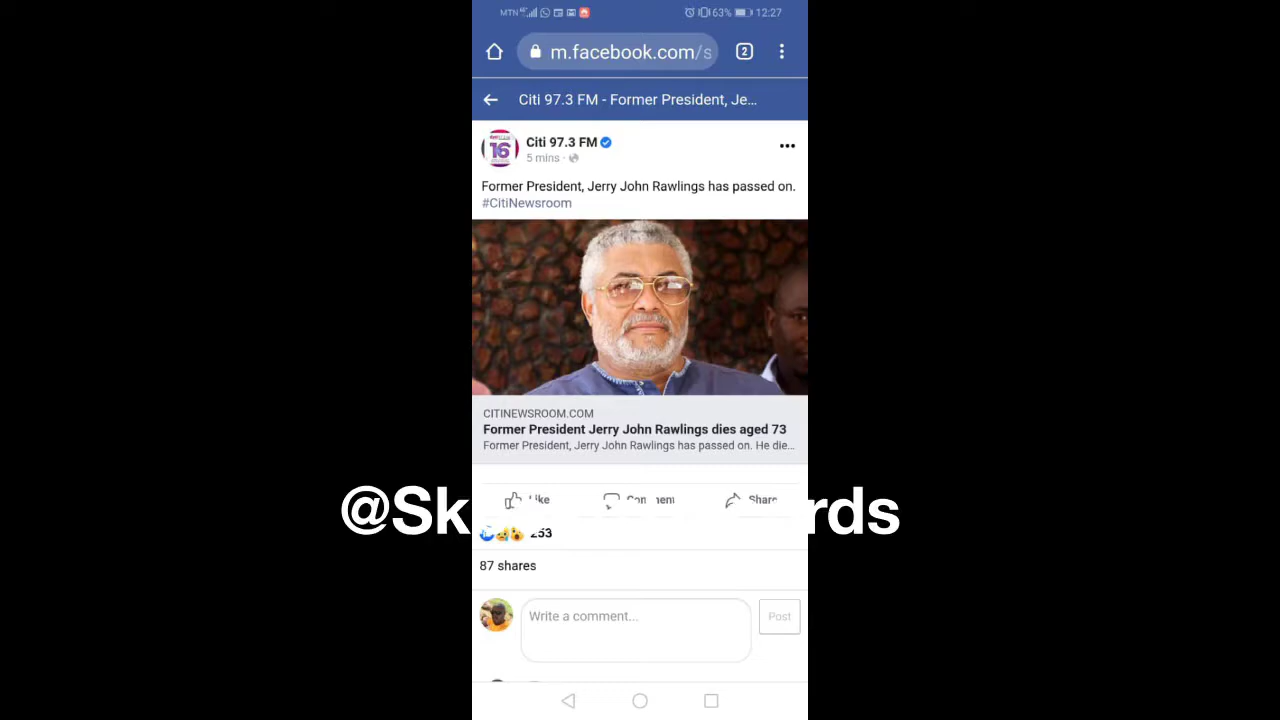 MTN 63% 12:27
m.facebook.com/s 2
Citi 97.3 FM - Former President, Je...
Citi 97.3 FM
5 mins ·
16
Former President, Jerry John Rawlings has passed on.
#CitiNewsroom
CITINEWSROOM.COM
Former President Jerry John Rawlings dies aged 73
Former President, Jerry John Rawlings has passed on. He die...
@Sk rds
Share
253
87 shares
Write a comment... Post